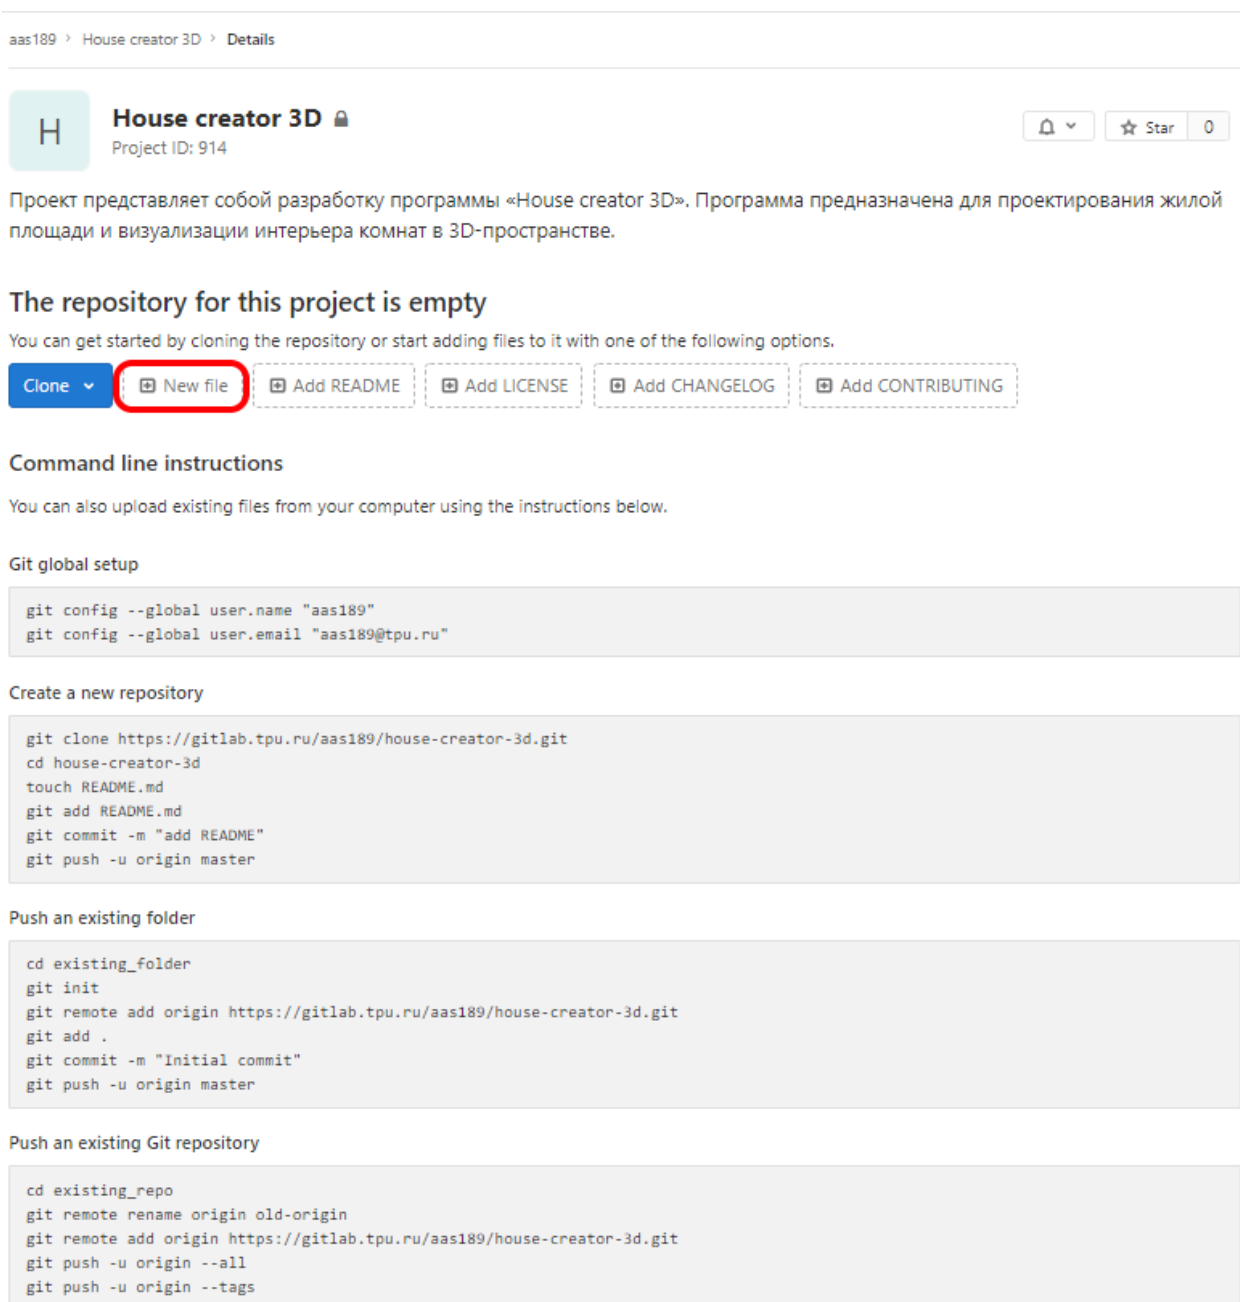 aas189 > House creator 3D > Details
H
House creator 3D
Project ID: 914
Star 0
Проект представляет собой разработку программы «House creator 3D». Программа предназначена для проектирования жилой
площади и визуализации интерьера комнат в 3D-пространстве.
The repository for this project is empty
You can get started by cloning the repository or start adding files to it with one of the following options.
Clone New file Add README Add LICENSE Add CHANGELOG Add CONTRIBUTING
Command line instructions
You can also upload existing files from your computer using the instructions below.
Git global setup
git config --global user.name "aas189"
git config --global user.email "aas189@tpu.ru"
Create a new repository
git clone https://gitlab.tpu.ru/aas189/house-creator-3d.git
cd house-creator-3d
touch README.md
git add README.md
git commit -m "add README"
git push -u origin master
Push an existing folder
cd existing_folder
git init
git remote add origin https://gitlab.tpu.ru/aas189/house-creator-3d.git
git add .
git commit -m "Initial commit"
git push -u origin master
Push an existing Git repository
cd existing_repo
git remote rename origin old-origin
git remote add origin https://gitlab.tpu.ru/aas189/house-creator-3d.git
git push -u origin --all
git push -u origin --tags